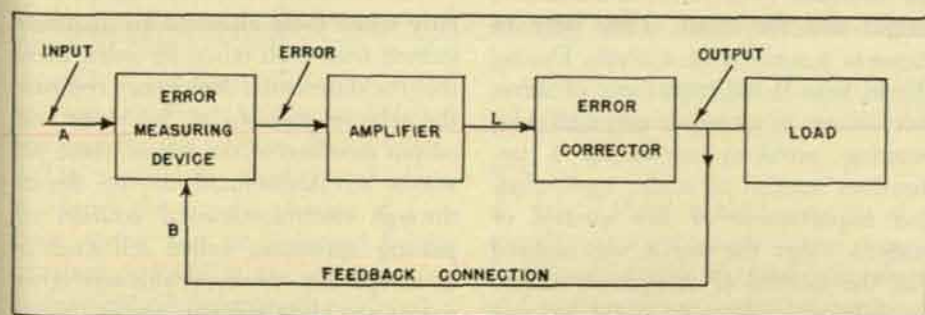 INPUT
A
ERROR
MEASURING
DEVICE
ERROR
AMPLIFIER
L
ERROR
CORRECTOR
OUTPUT
LOAD
B
FEEDBACK CONNECTION